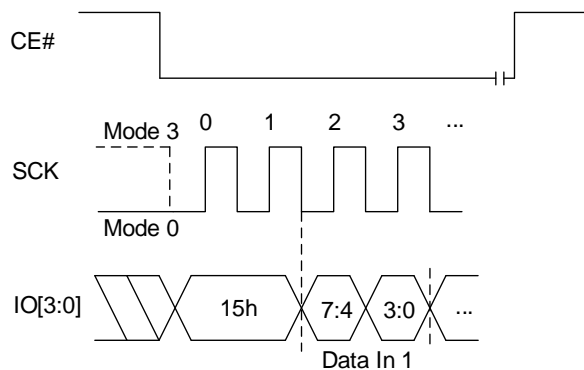 CE#
Mode 3 0 1 2 3 ...
SCK
Mode 0
IO[3:0] 15h 7:4 3:0 ...
Data In 1